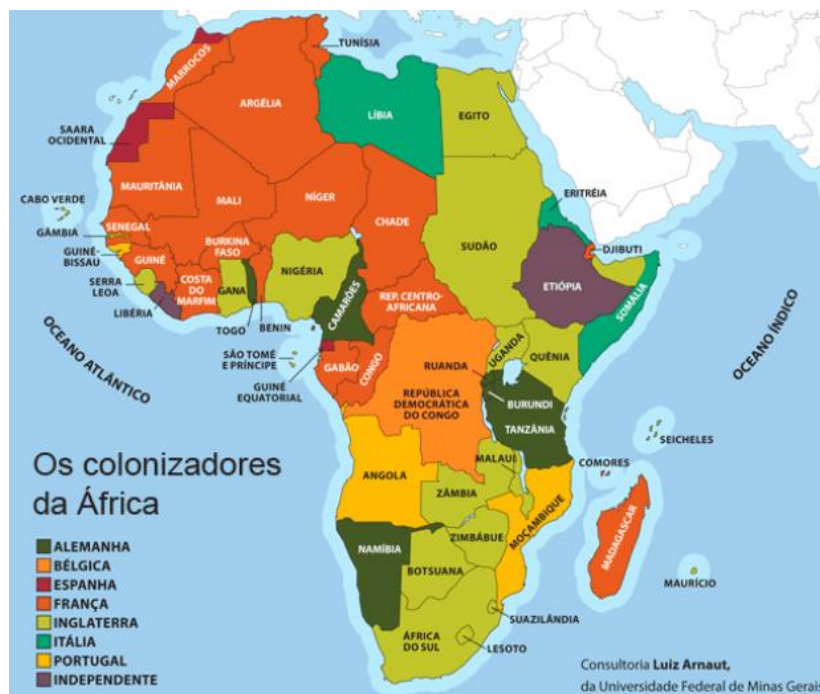 TUNÍSIA
MARROCOS
ARGÉLIA
LÍBIA
EGITO
SAARA
OCIDENTAL
MAURITÂNIA
MALI
NÍGER
CHADE
SUDÃO
ERITRÉIA
CABO VERDE
SENEGAL
GÂMBIA
GUINÉ-
BISSAU
GUINÉ
BURKINA
FASO
DJIBUTI
SERRA
LEOA
COSTA
DO
MARFIM
GANA
NIGÉRIA
CAMARÕES
REP. CENTRO-
AFRICANA
ETIÓPIA
SOMÁLIA
LIBÉRIA
TOGO
BENIN
OCEANO ATLÂNTICO
OCEANO ÍNDICO
SÃO TOMÉ
E PRÍNCIPE
GUINÉ
EQUATORIAL
GABÃO
CONGO
RUANDA
REPÚBLICA
DEMOCRÁTICA
DO CONGO
UGANDA
QUÊNIA
BURUNDI
TANZÂNIA
SEICHELES
COMORES
MALAUI
ANGOLA
ZÂMBIA
MOÇAMBIQUE
MADAGASCAR
NAMÍBIA
ZIMBÁBUE
BOTSUANA
MAURÍCIO
SUAZILÂNDIA
ÁFRICA
DO SUL
LESOTO
Os colonizadores
da África
ALEMANHA
BÉLGICA
ESPANHA
FRANÇA
INGLATERRA
ITÁLIA
PORTUGAL
INDEPENDENTE
Consultoria Luiz Arnaut,
da Universidade Federal de Minas Gerais